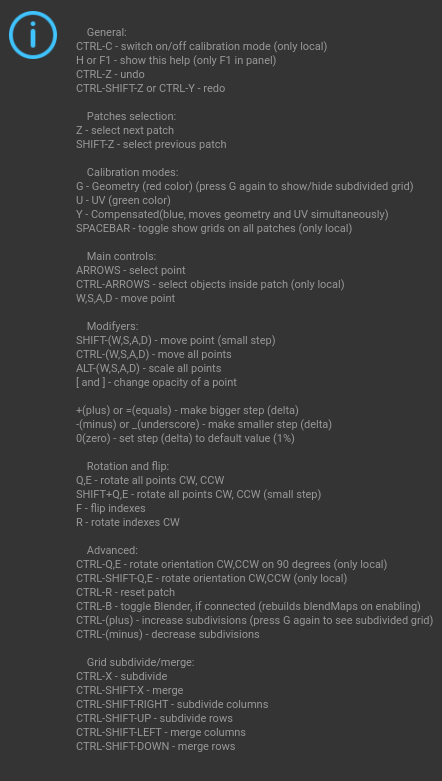 General:
CTRL-C - switch on/off calibration mode (only local)
H or F1 - show this help (only F1 in panel)
CTRL-Z - undo
CTRL-SHIFT-Z or CTRL-Y - redo
Patches selection:
Z - select next patch
SHIFT-Z - select previous patch
Calibration modes:
G - Geometry (red color) (press G again to show/hide subdivided grid)
U - UV (green color)
Y - Compensated(blue, moves geometry and UV simultaneously)
SPACEBAR - toggle show grids on all patches (only local)
Main controls:
ARROWS - select point
CTRL-ARROWS - select objects inside patch (only local)
W,S,A,D - move point
Modifyers:
SHIFT-(W,S,A,D) - move point (small step)
CTRL-(W,S,A,D) - move all points
ALT-(W,S,A,D) - scale all points
[ and ] - change opacity of a point
+(plus) or =(equals) - make bigger step (delta)
-(minus) or _(underscore) - make smaller step (delta)
0(zero) - set step (delta) to default value (1%)
Rotation and flip:
Q,E - rotate all points CW, CCW
SHIFT+Q,E - rotate all points CW, CCW (small step)
F - flip indexes
R - rotate indexes CW
Advanced:
CTRL-Q,E - rotate orientation CW,CCW on 90 degrees (only local)
CTRL-SHIFT-Q,E - rotate orientation CW,CCW (only local)
CTRL-R - reset patch
CTRL-B - toggle Blender, if connected (rebuilds blendMaps on enabling)
CTRL-(plus) - increase subdivisions (press G again to see subdivided grid)
CTRL-(minus) - decrease subdivisions
Grid subdivide/merge:
CTRL-X - subdivide
CTRL-SHIFT-X - merge
CTRL-SHIFT-RIGHT - subdivide columns
CTRL-SHIFT-UP - subdivide rows
CTRL-SHIFT-LEFT - merge columns
CTRL-SHIFT-DOWN - merge rows